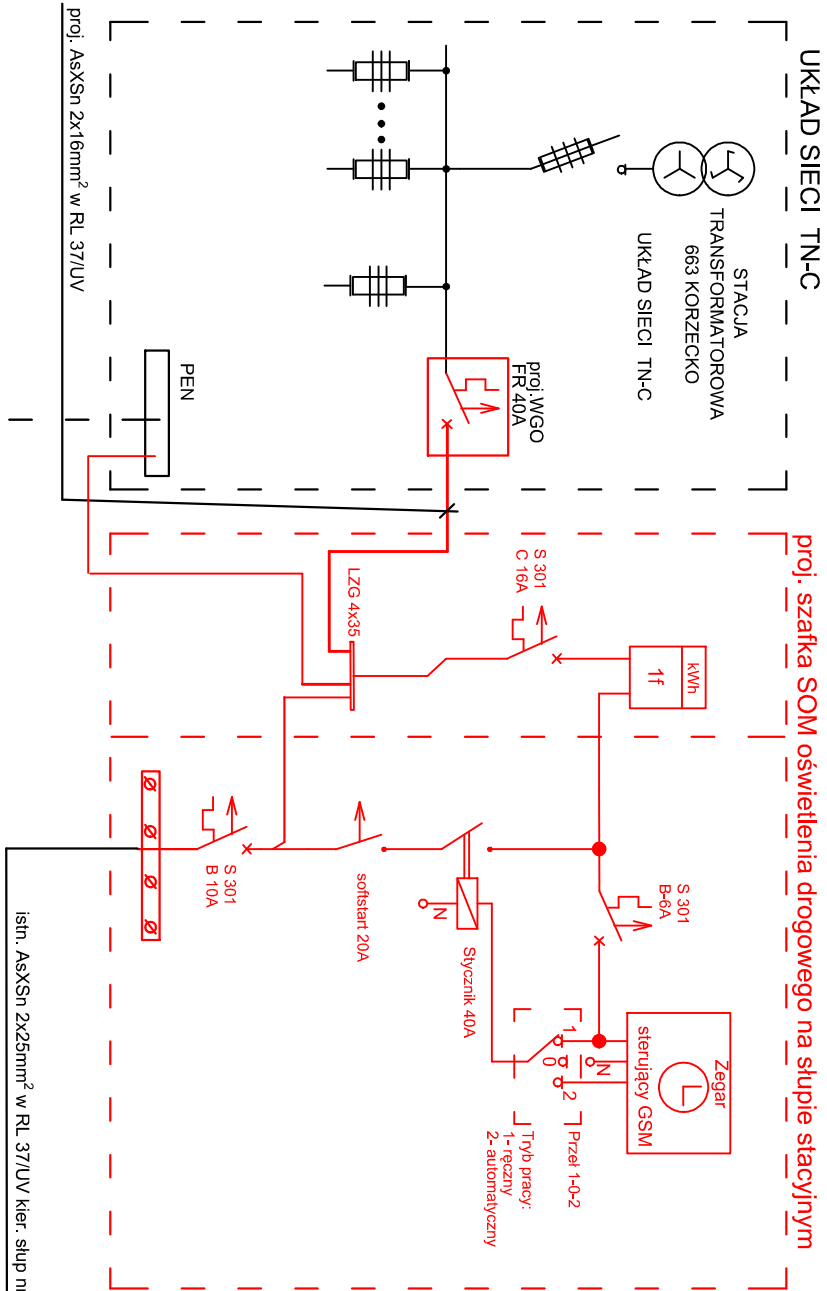 UKŁAD SIECI TN-C
STACJA
TRANSFORMATOROWA
663 KORZECKO
UKŁAD SIECI TN-C
proj.WGO
FR 40A
PEN
proj. AsXSn 2x16mm² w RL 37/UV
proj. szafka SOM oświetlenia drogowego na słupie stacyjnym
kWh
1f
S 301
C 16A
LZG 4x35
S 301
B-6A
Zegar
sterujący GSM
N
1
0
2
Przeł 1-0-2
Tryb pracy:
1- ręczny
2- automatyczny
Stycznik 40A
N
softstart 20A
S 301
B 10A
istn. AsXSn 2x25mm² w RL 37/UV kier. słup